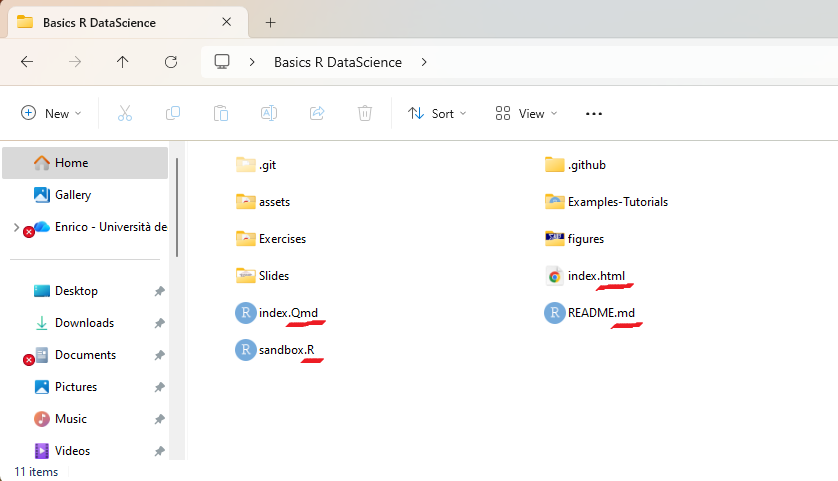 Basics R DataScience
Basics R DataScience
New
Sort
View
Home
Gallery
Enrico - Università de
Desktop
Downloads
Documents
Pictures
Music
Videos
.git
.github
assets
Examples-Tutorials
Exercises
figures
Slides
index.html
index.Qmd
README.md
sandbox.R
11 items